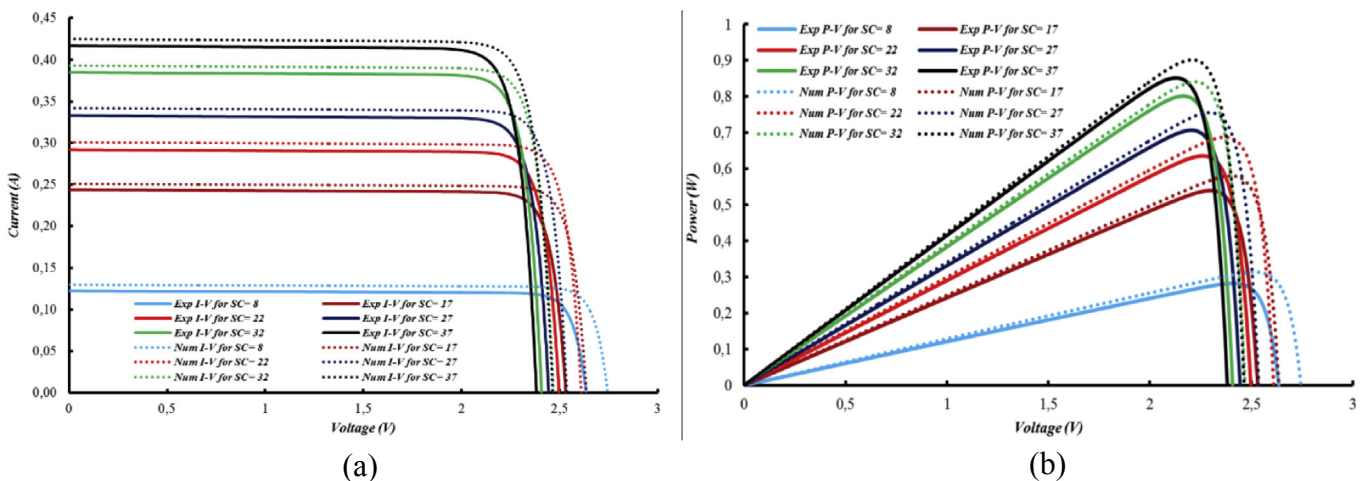 0,45
0,40
0,35
0,30
0,25
0,20
0,15
0,10
0,05
0,00
Current (A)
Exp I-V for SC= 8
Exp I-V for SC= 17
Exp I-V for SC= 22
Exp I-V for SC= 27
Exp I-V for SC= 32
Exp I-V for SC= 37
Num I-V for SC= 8
Num I-V for SC= 17
Num I-V for SC= 22
Num I-V for SC= 27
Num I-V for SC= 32
Num I-V for SC= 37
0 0,5 1 1,5 2 2,5 3
Voltage (V)
(a)
1
0,9
0,8
0,7
0,6
0,5
0,4
0,3
0,2
0,1
0
Power (W)
Exp P-V for SC= 8
Exp P-V for SC= 17
Exp P-V for SC= 22
Exp P-V for SC= 27
Exp P-V for SC= 32
Exp P-V for SC= 37
Num P-V for SC= 8
Num P-V for SC= 17
Num P-V for SC= 22
Num P-V for SC= 27
Num P-V for SC= 32
Num P-V for SC= 37
0 0,5 1 1,5 2 2,5 3
Voltage (V)
(b)